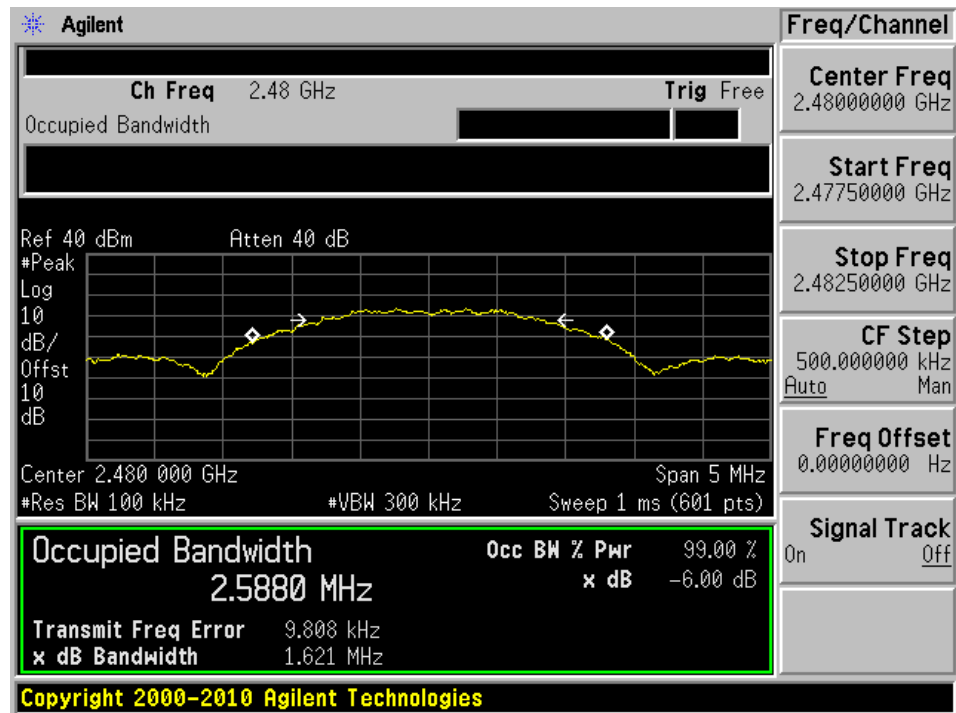 Agilent
Freq/Channel
Ch Freq 2.48 GHz Trig Free
Occupied Bandwidth
Center Freq
2.48000000 GHz
Start Freq
2.47750000 GHz
Stop Freq
2.48250000 GHz
CF Step
500.000000 kHz
Auto Man
Freq Offset
0.00000000 Hz
Signal Track
On Off
Ref 40 dBm Atten 40 dB
#Peak
Log
10
dB/
Offst
10
dB
Center 2.480 000 GHz Span 5 MHz
#Res BW 100 kHz #VBW 300 kHz Sweep 1 ms (601 pts)
Occupied Bandwidth Occ BW % Pwr 99.00 %
2.5880 MHz x dB -6.00 dB
Transmit Freq Error 9.808 kHz
x dB Bandwidth 1.621 MHz
Copyright 2000-2010 Agilent Technologies